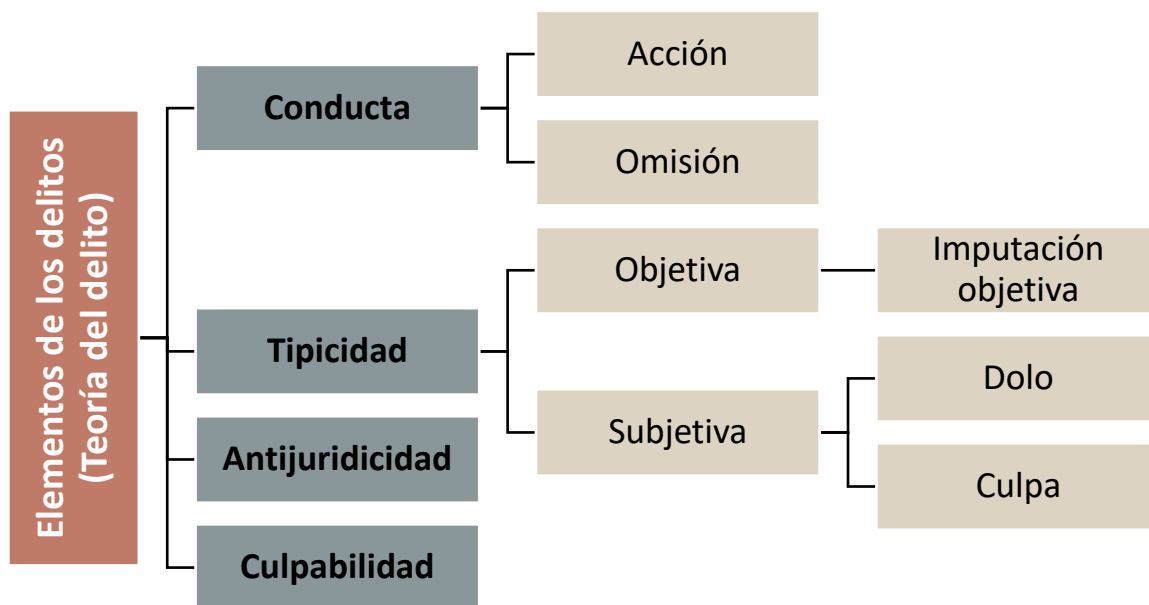 Elementos de los delitos
(Teoría del delito)
Conducta
Acción
Omisión
Tipicidad
Objetiva
Imputación
objetiva
Subjetiva
Dolo
Culpa
Antijuridicidad
Culpabilidad